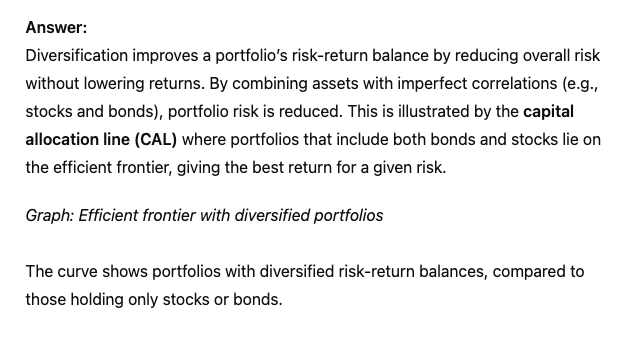 Answer:
Diversification improves a portfolio’s risk-return balance by reducing overall risk
without lowering returns. By combining assets with imperfect correlations (e.g.,
stocks and bonds), portfolio risk is reduced. This is illustrated by the capital
allocation line (CAL) where portfolios that include both bonds and stocks lie on
the efficient frontier, giving the best return for a given risk.
Graph: Efficient frontier with diversified portfolios
The curve shows portfolios with diversified risk-return balances, compared to
those holding only stocks or bonds.